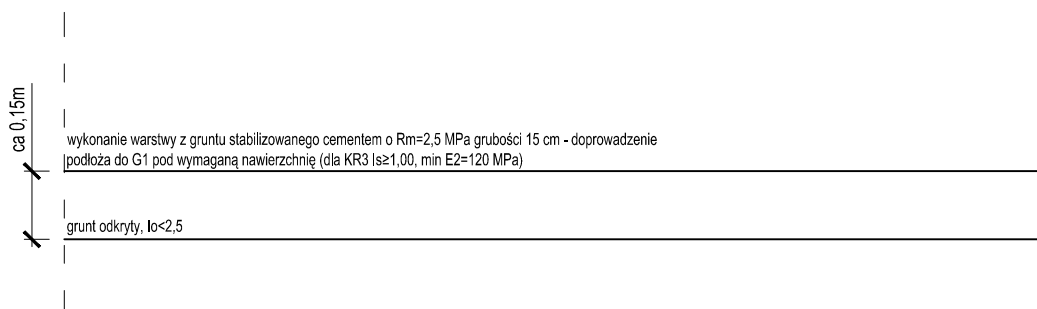 ca 0,15m
wykonanie warstwy z gruntu stabilizowanego cementem o Rm=2,5 MPa grubości 15 cm - doprowadzenie
podłoża do G1 pod wymaganą nawierzchnię (dla KR3 Is≥1,00, min E2=120 MPa)
grunt odkryty, Io<2,5